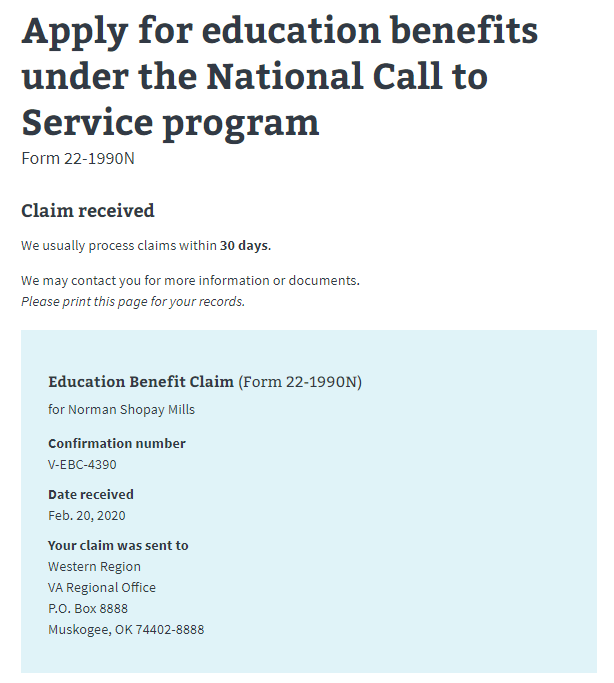 Apply for education benefits
under the National Call to
Service program
Form 22-1990N
Claim received
We usually process claims within 30 days.
We may contact you for more information or documents.
Please print this page for your records.
Education Benefit Claim (Form 22-1990N)
for Norman Shopay Mills
Confirmation number
V-EBC-4390
Date received
Feb. 20, 2020
Your claim was sent to
Western Region
VA Regional Office
P.O. Box 8888
Muskogee, OK 74402-8888